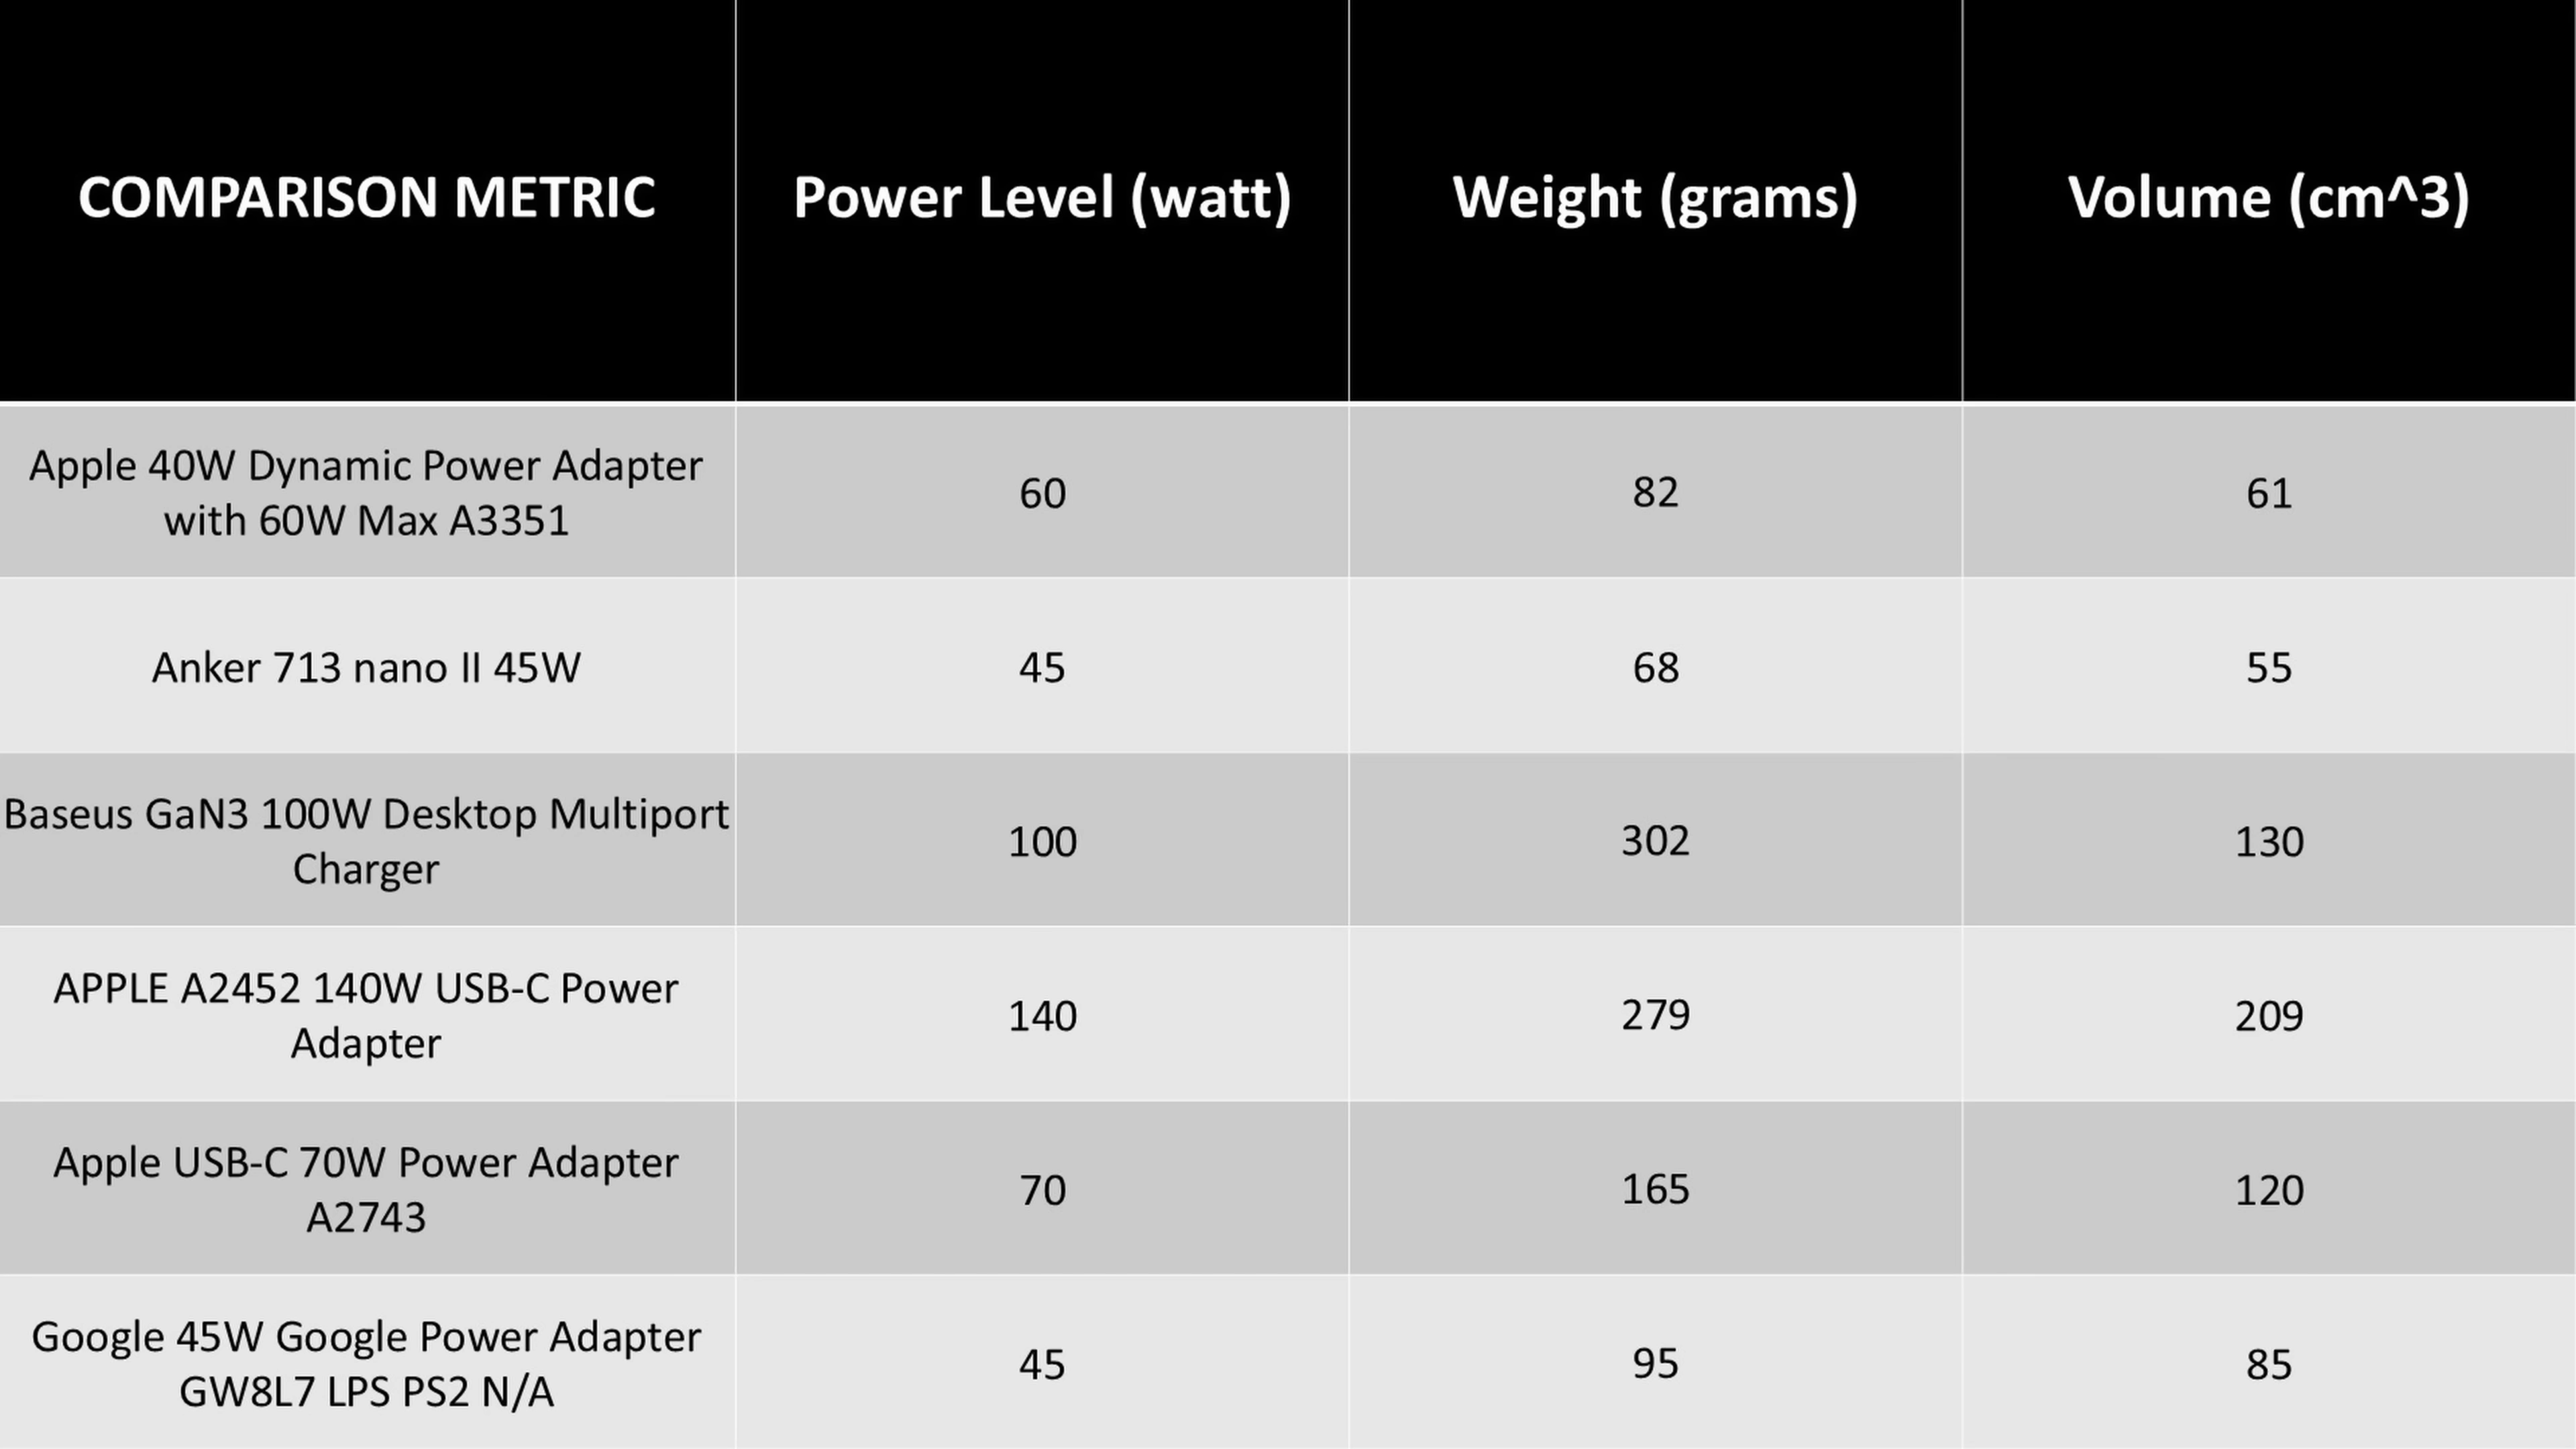 COMPARISON METRIC Power Level (watt) Weight (grams) Volume (cm^3)
Apple 40W Dynamic Power Adapter
with 60W Max A3351
60 82 61
Anker 713 nano II 45W 45 68 55
Baseus GaN3 100W Desktop Multiport
Charger
100 302 130
APPLE A2452 140W USB-C Power
Adapter
140 279 209
Apple USB-C 70W Power Adapter
A2743
70 165 120
Google 45W Google Power Adapter
GW8L7 LPS PS2 N/A
45 95 85